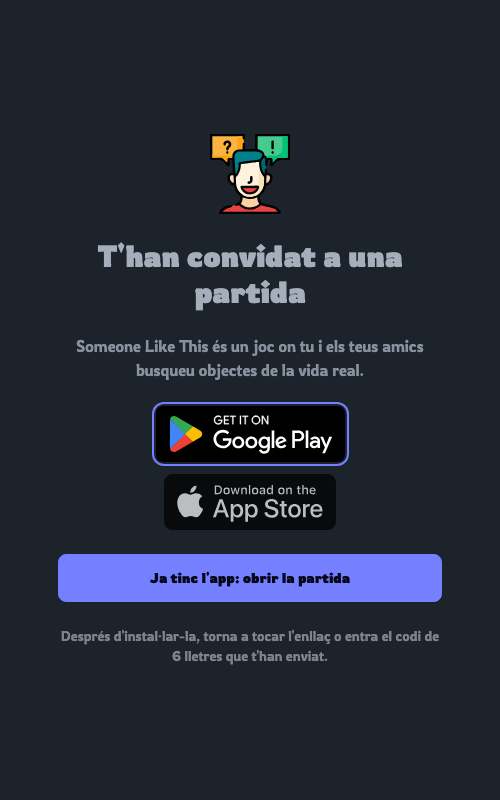 ?
!
T'han convidat a una
partida
Someone Like This és un joc on tu i els teus amics
busqueu objectes de la vida real.
GET IT ON
Google Play
Download on the
App Store
Ja tinc l'app: obrir la partida
Després d'instal·lar-la, torna a tocar l'enllaç o entra el codi de
6 lletres que t'han enviat.